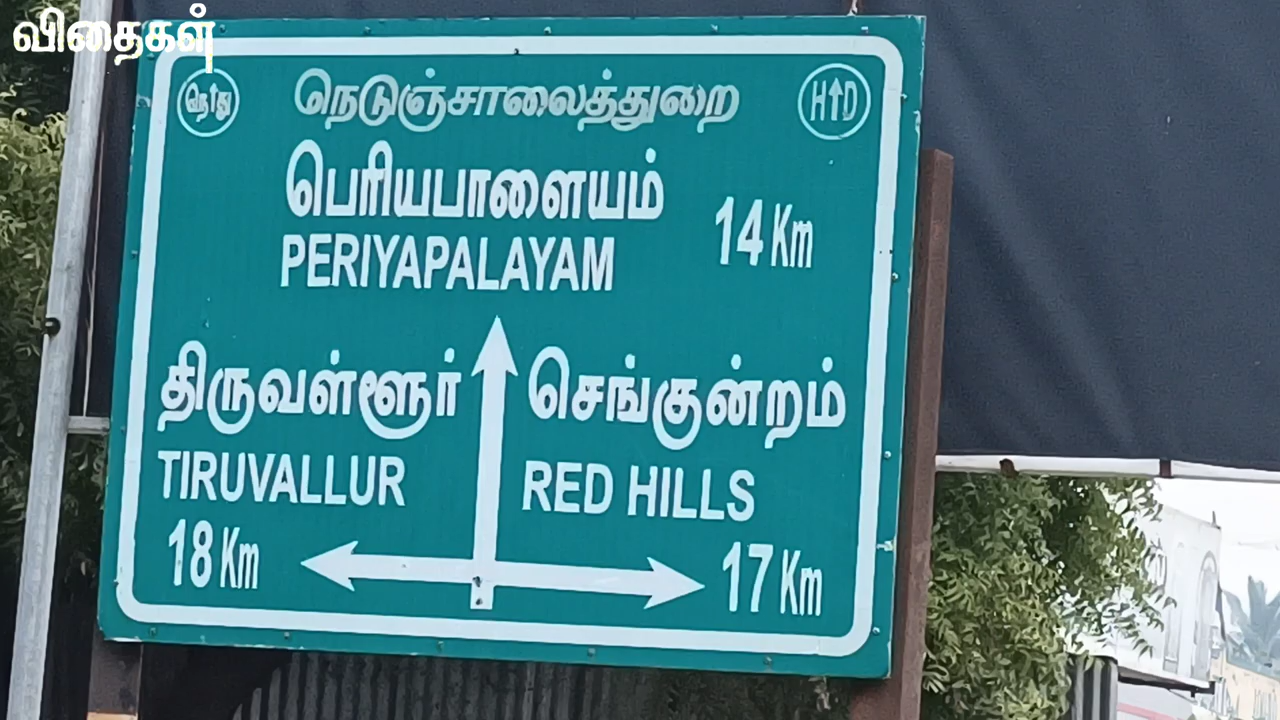 விதைகள்
நெடுஞ்சாலைத்துறை
H↑D
பெரியபாளையம்
14 Km
PERIYAPALAYAM
திருவள்ளூர்
செங்குன்றம்
TIRUVALLUR
RED HILLS
18 Km
17 Km